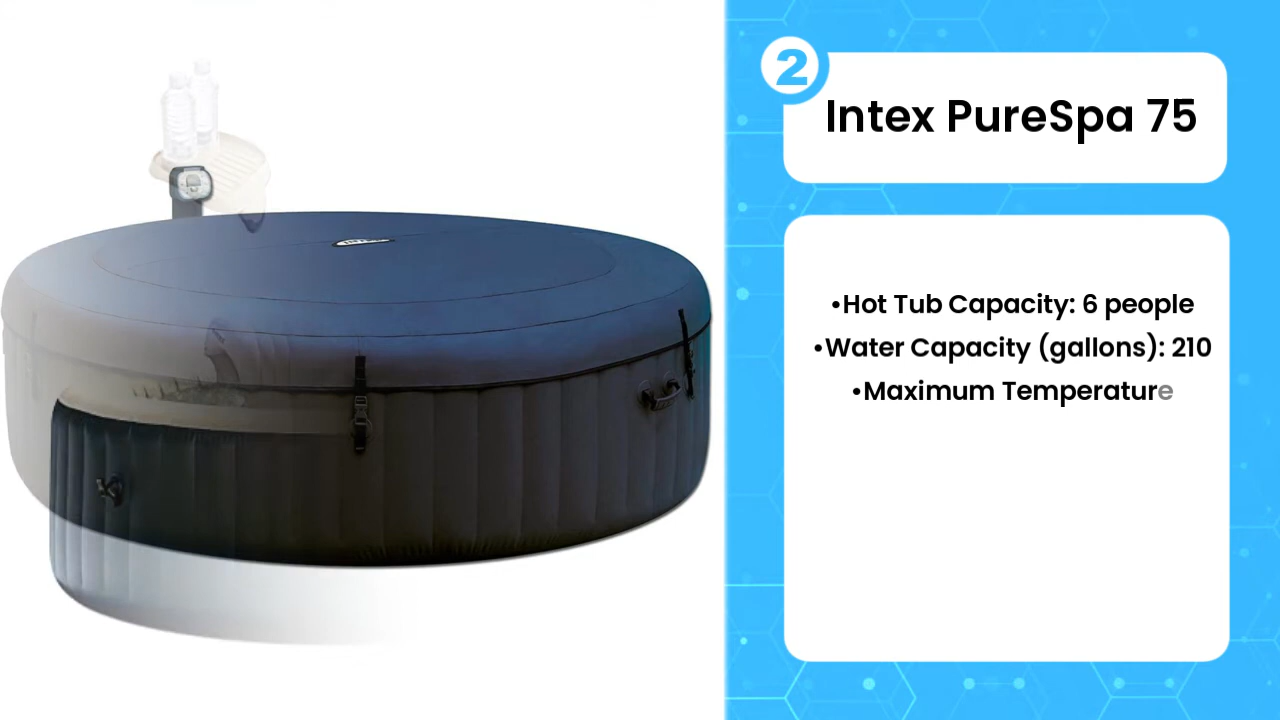 2
Intex PureSpa 75
•Hot Tub Capacity: 6 people
•Water Capacity (gallons): 210
•Maximum Temperature